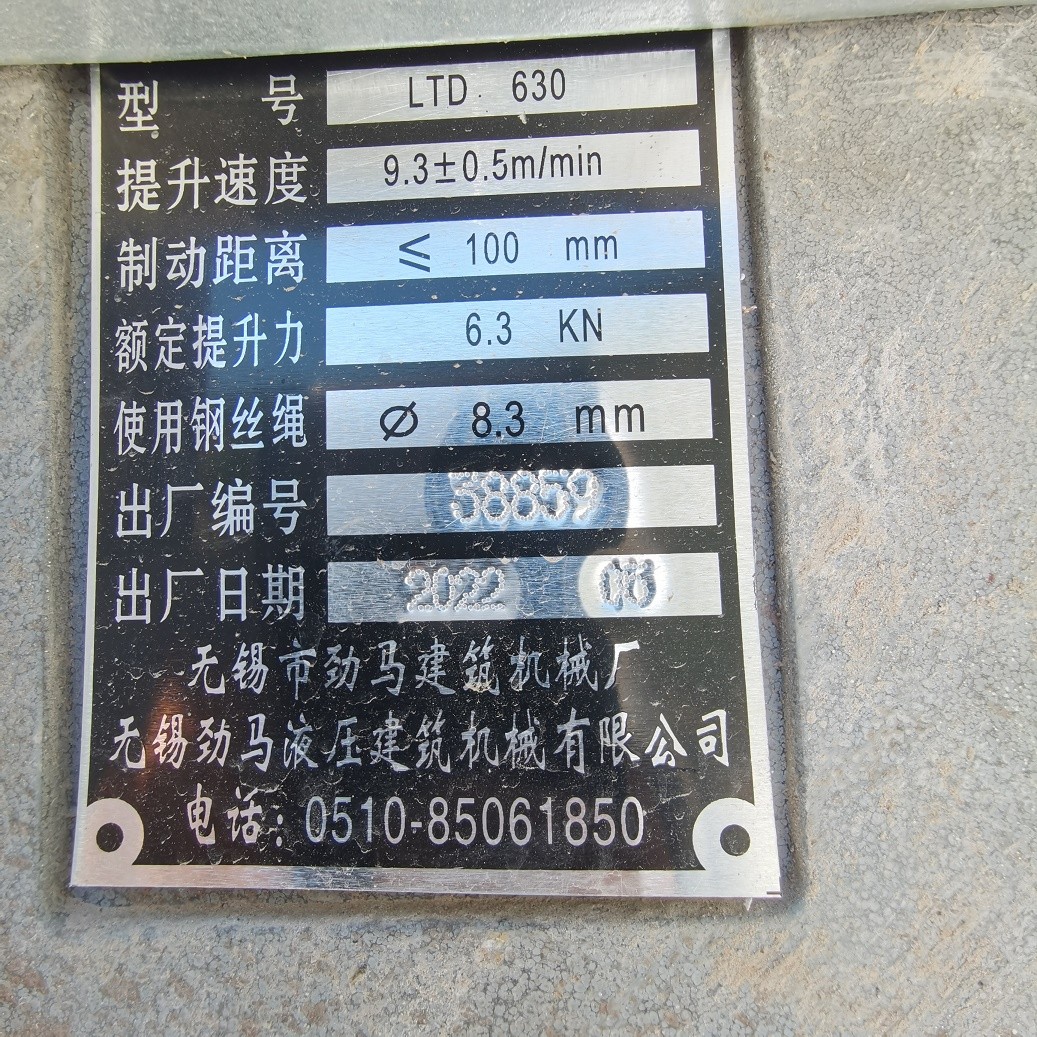 型号 LTD 630
提升速度 9.3±0.5m/min
制动距离 ≤ 100 mm
额定提升力 6.3 KN
使用钢丝绳 Ø 8.3 mm
出厂编号 58859
出厂日期 2022 06
无锡市劲马建筑机械厂
无锡劲马液压建筑机械有限公司
电话：0510-85061850